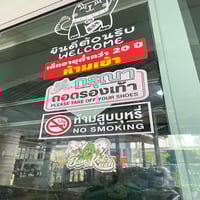 ยินดีต้อนรับ
WELCOME
เด็กอายุต่ำกว่า 20 ปี
ห้ามเข้า
กรุณา
ถอดรองเท้า
PLEASE TAKE OFF YOUR SHOES
ห้ามสูบบุหรี่
NO SMOKING